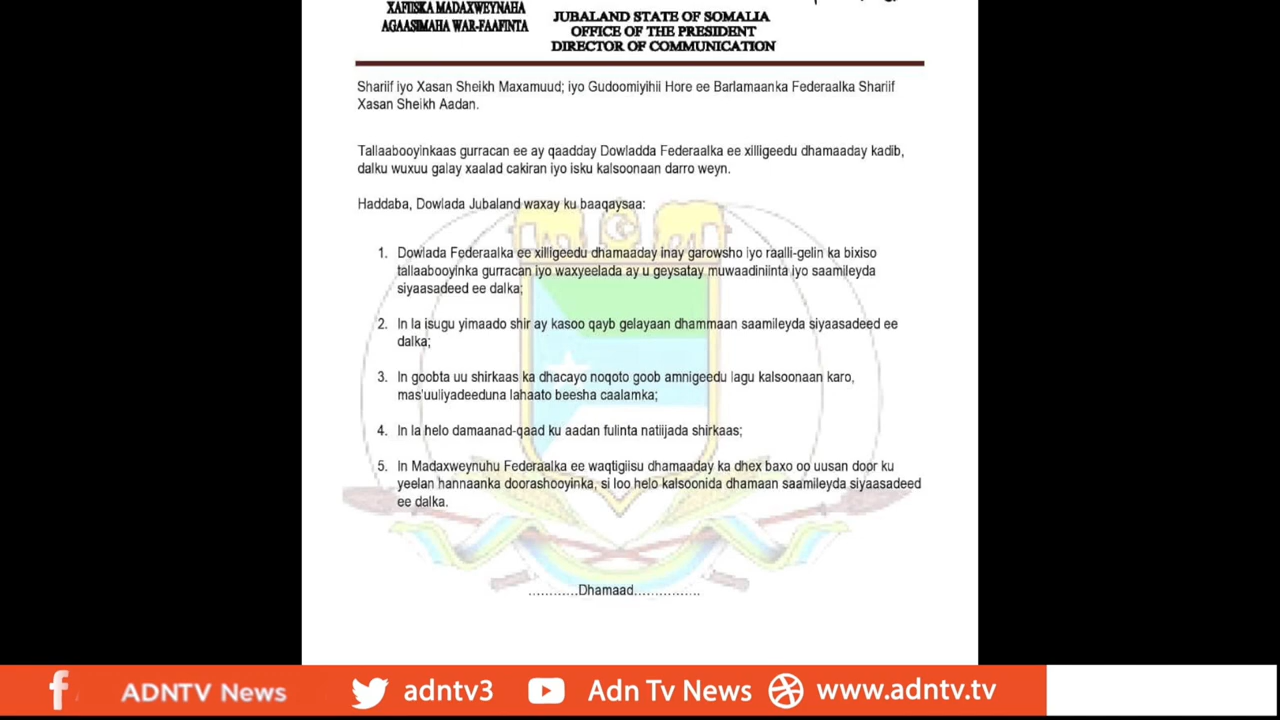 XAFIISKA MADAXWEYNAHA
AGAASIMAHA WAR-FAAFINTA
JUBALAND STATE OF SOMALIA
OFFICE OF THE PRESIDENT
DIRECTOR OF COMMUNICATION
Shariif iyo Xasan Sheikh Maxamuud; iyo Gudoomiyihii Hore ee Barlamaanka Federaalka Shariif
Xasan Sheikh Aadan.
Tallaabooyinkaas gurracan ee ay qaadday Dowladda Federaalka ee xilligeedu dhamaaday kadib,
dalku wuxuu galay xaalad cakiran iyo isku kalsoonaan darro weyn.
Haddaba, Dowlada Jubaland waxay ku baaqaysaa:
1. Dowlada Federaalka ee xilligeedu dhamaaday inay garowsho iyo raalli-gelin ka bixiso
tallaabooyinka gurracan iyo waxyeelada ay u geysatay muwaadiniinta iyo saamileyda
siyaasadeed ee dalka;
2. In la isugu yimaado shir ay kasoo qayb gelayaan dhammaan saamileyda siyaasadeed ee
dalka;
3. In goobta uu shirkaas ka dhacayo noqoto goob amnigeedu lagu kalsoonaan karo,
mas'uuliyadeeduna lahaato beesha caalamka;
4. In la helo damaanad-qaad ku aadan fulinta natiijada shirkaas;
5. In Madaxweynuhu Federaalka ee waqtigiisu dhamaaday ka dhex baxo oo uusan door ku
yeelan hannaanka doorashooyinka, si loo helo kalsoonida dhamaan saamileyda siyaasadeed
ee dalka.
............Dhamaad................
ADNTV News adntv3 Adn Tv News www.adntv.tv